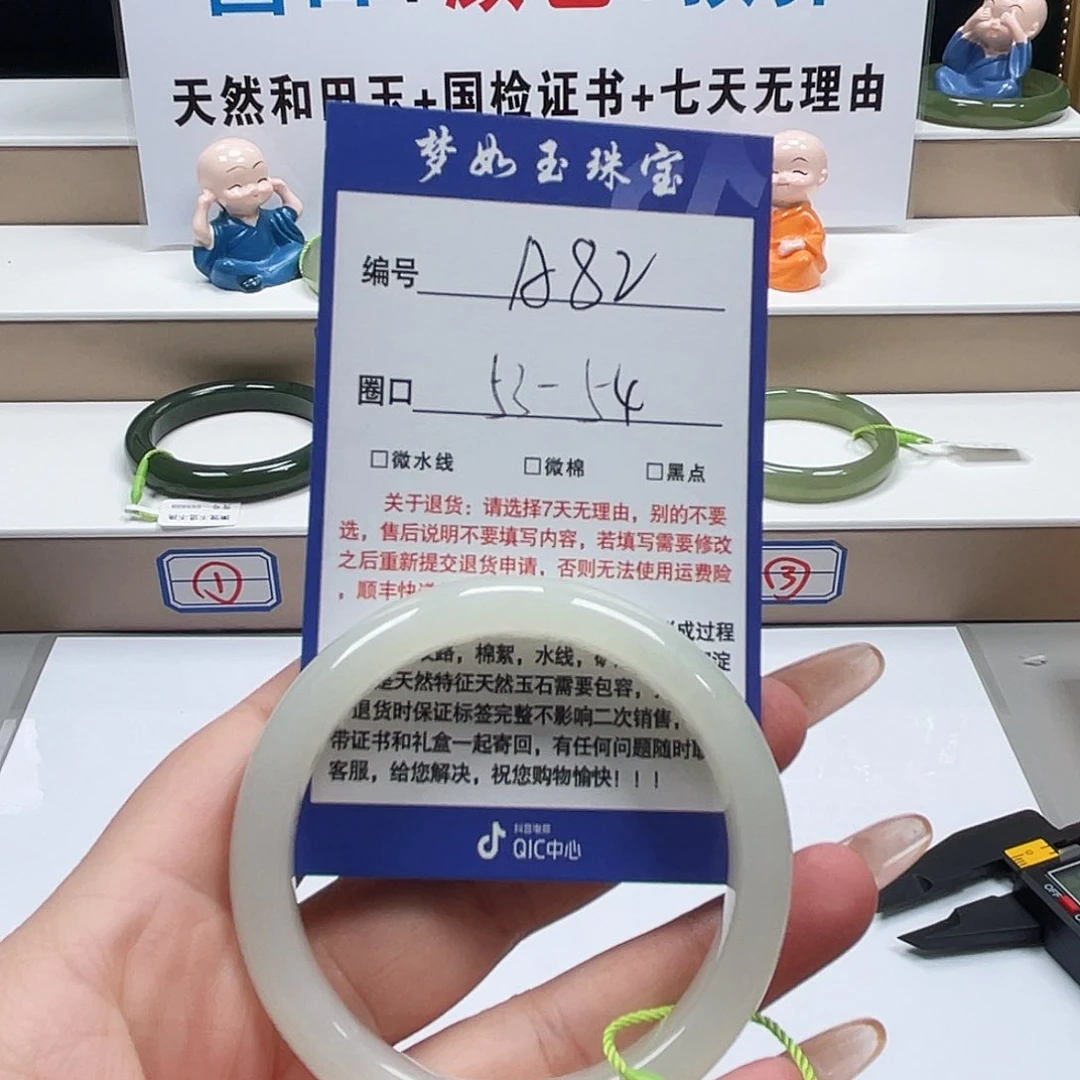 天然和田玉+国检证书+七天无理由
梦如玉珠宝
编号 A82
圈口 53-54
□微水线 □微棉 □黑点
关于退货：请选择7天无理由，别的不要
选，售后说明不要填写内容，若填写需要修改
之后重新提交退货申请，否则无法使用运费险
，顺丰快
成过程
，棉絮，水线，
是天然特征天然玉石需要包容，
退货时保证标签完整不影响二次销售，
带证书和礼盒一起寄回，有任何问题随时
客服，给您解决，祝您购物愉快！！！
抖音电商
QIC中心
①
③
OFF